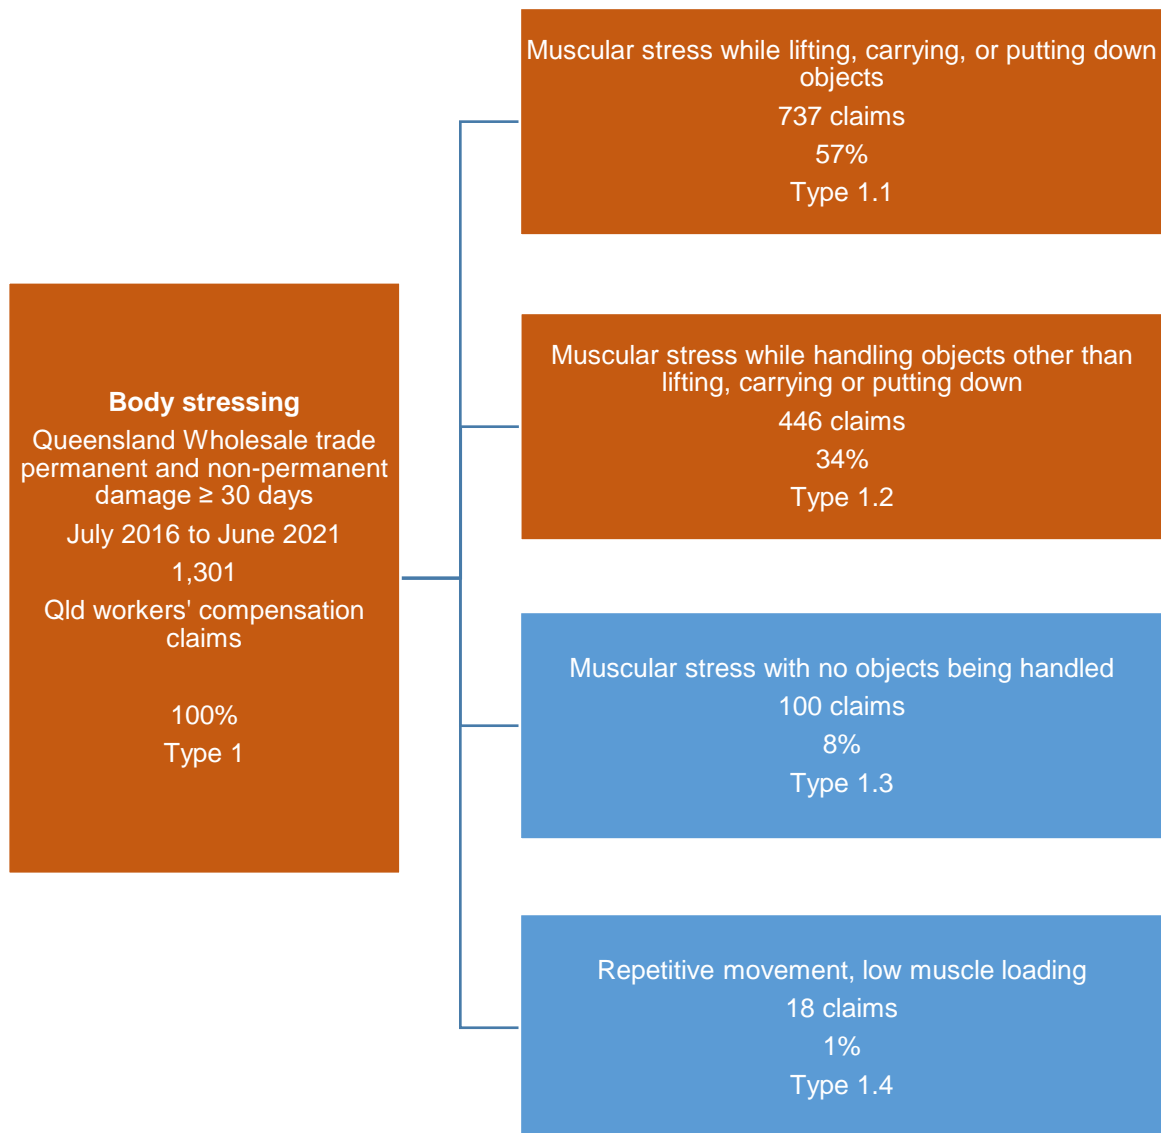 Body stressing
Queensland Wholesale trade
permanent and non-permanent
damage ≥ 30 days
July 2016 to June 2021
1,301
Qld workers' compensation
claims
100%
Type 1
Muscular stress while lifting, carrying, or putting down
objects
737 claims
57%
Type 1.1
Muscular stress while handling objects other than
lifting, carrying or putting down
446 claims
34%
Type 1.2
Muscular stress with no objects being handled
100 claims
8%
Type 1.3
Repetitive movement, low muscle loading
18 claims
1%
Type 1.4